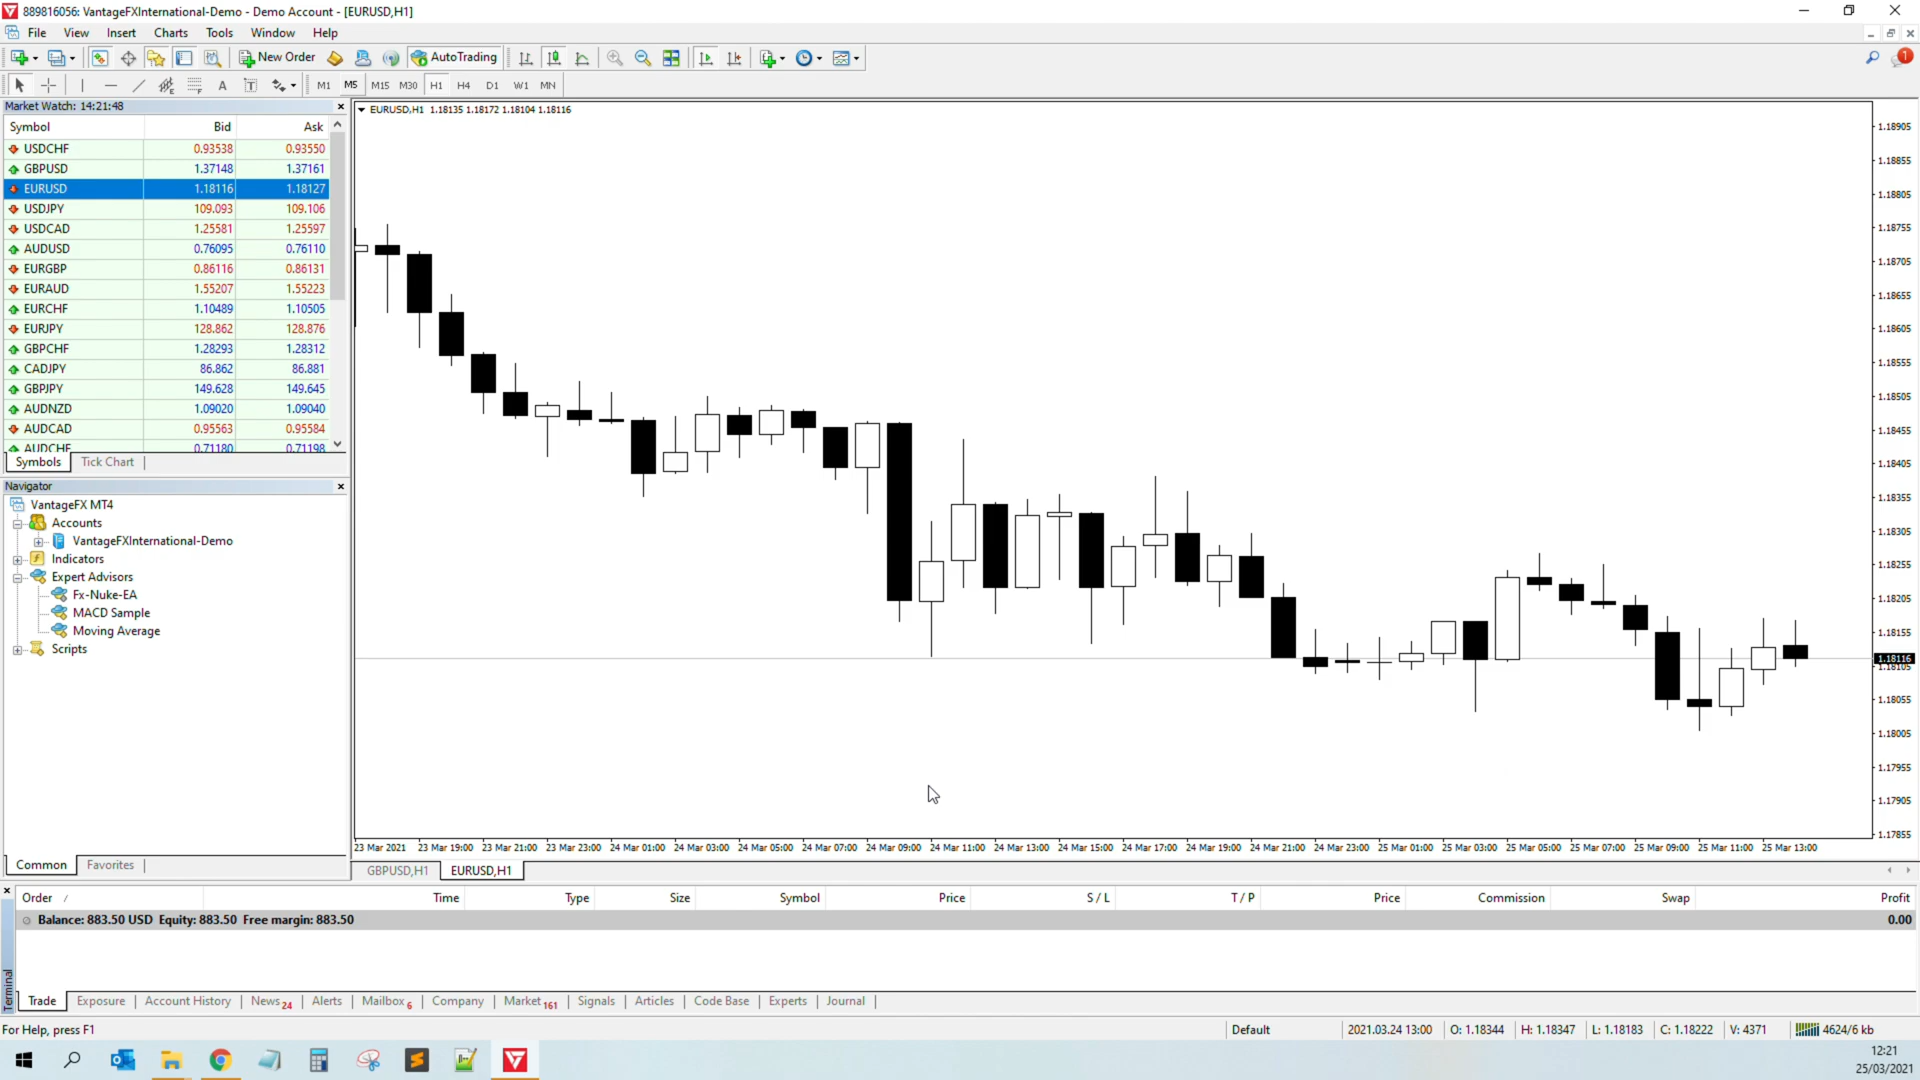 889816056: VantageFXInternational-Demo - Demo Account - [EURUSD,H1]
File View Insert Charts Tools Window Help
New Order AutoTrading
1
A T M1 M5 M15 M30 H1 H4 D1 W1 MN
Market Watch: 14:21:48
Symbol Bid Ask
USDCHF 0.93538 0.93550
GBPUSD 1.37148 1.37161
EURUSD 1.18116 1.18127
USDJPY 109.093 109.106
USDCAD 1.25581 1.25597
AUDUSD 0.76095 0.76110
EURGBP 0.86116 0.86131
EURAUD 1.55207 1.55223
EURCHF 1.10489 1.10505
EURJPY 128.862 128.876
GBPCHF 1.28293 1.28312
CADJPY 86.862 86.881
GBPJPY 149.628 149.645
AUDNZD 1.09020 1.09040
AUDCAD 0.95563 0.95584
AUDCHF 0.71180 0.71198
Symbols Tick Chart
Navigator
VantageFX MT4
Accounts
VantageFXInternational-Demo
Indicators
Expert Advisors
Fx-Nuke-EA
MACD Sample
Moving Average
Scripts
Common Favorites
EURUSD,H1 1.18135 1.18172 1.18104 1.18116
1.18905
1.18855
1.18805
1.18755
1.18705
1.18655
1.18605
1.18555
1.18505
1.18455
1.18405
1.18355
1.18305
1.18255
1.18205
1.18155
1.18116
1.18105
1.18055
1.18005
1.17955
1.17905
1.17855
23 Mar 2021 23 Mar 19:00 23 Mar 21:00 23 Mar 23:00 24 Mar 01:00 24 Mar 03:00 24 Mar 05:00 24 Mar 07:00 24 Mar 09:00 24 Mar 11:00 24 Mar 13:00 24 Mar 15:00 24 Mar 17:00 24 Mar 19:00 24 Mar 21:00 24 Mar 23:00 25 Mar 01:00 25 Mar 03:00 25 Mar 05:00 25 Mar 07:00 25 Mar 09:00 25 Mar 11:00 25 Mar 13:00
GBPUSD,H1 EURUSD,H1
Order / Time Type Size Symbol Price S / L T / P Price Commission Swap Profit
Balance: 883.50 USD Equity: 883.50 Free margin: 883.50 0.00
Terminal
Trade Exposure Account History News 24 Alerts Mailbox 6 Company Market 161 Signals Articles Code Base Experts Journal
For Help, press F1 Default 2021.03.24 13:00 O: 1.18344 H: 1.18347 L: 1.18183 C: 1.18222 V: 4371 4624/6 kb
12:21
25/03/2021